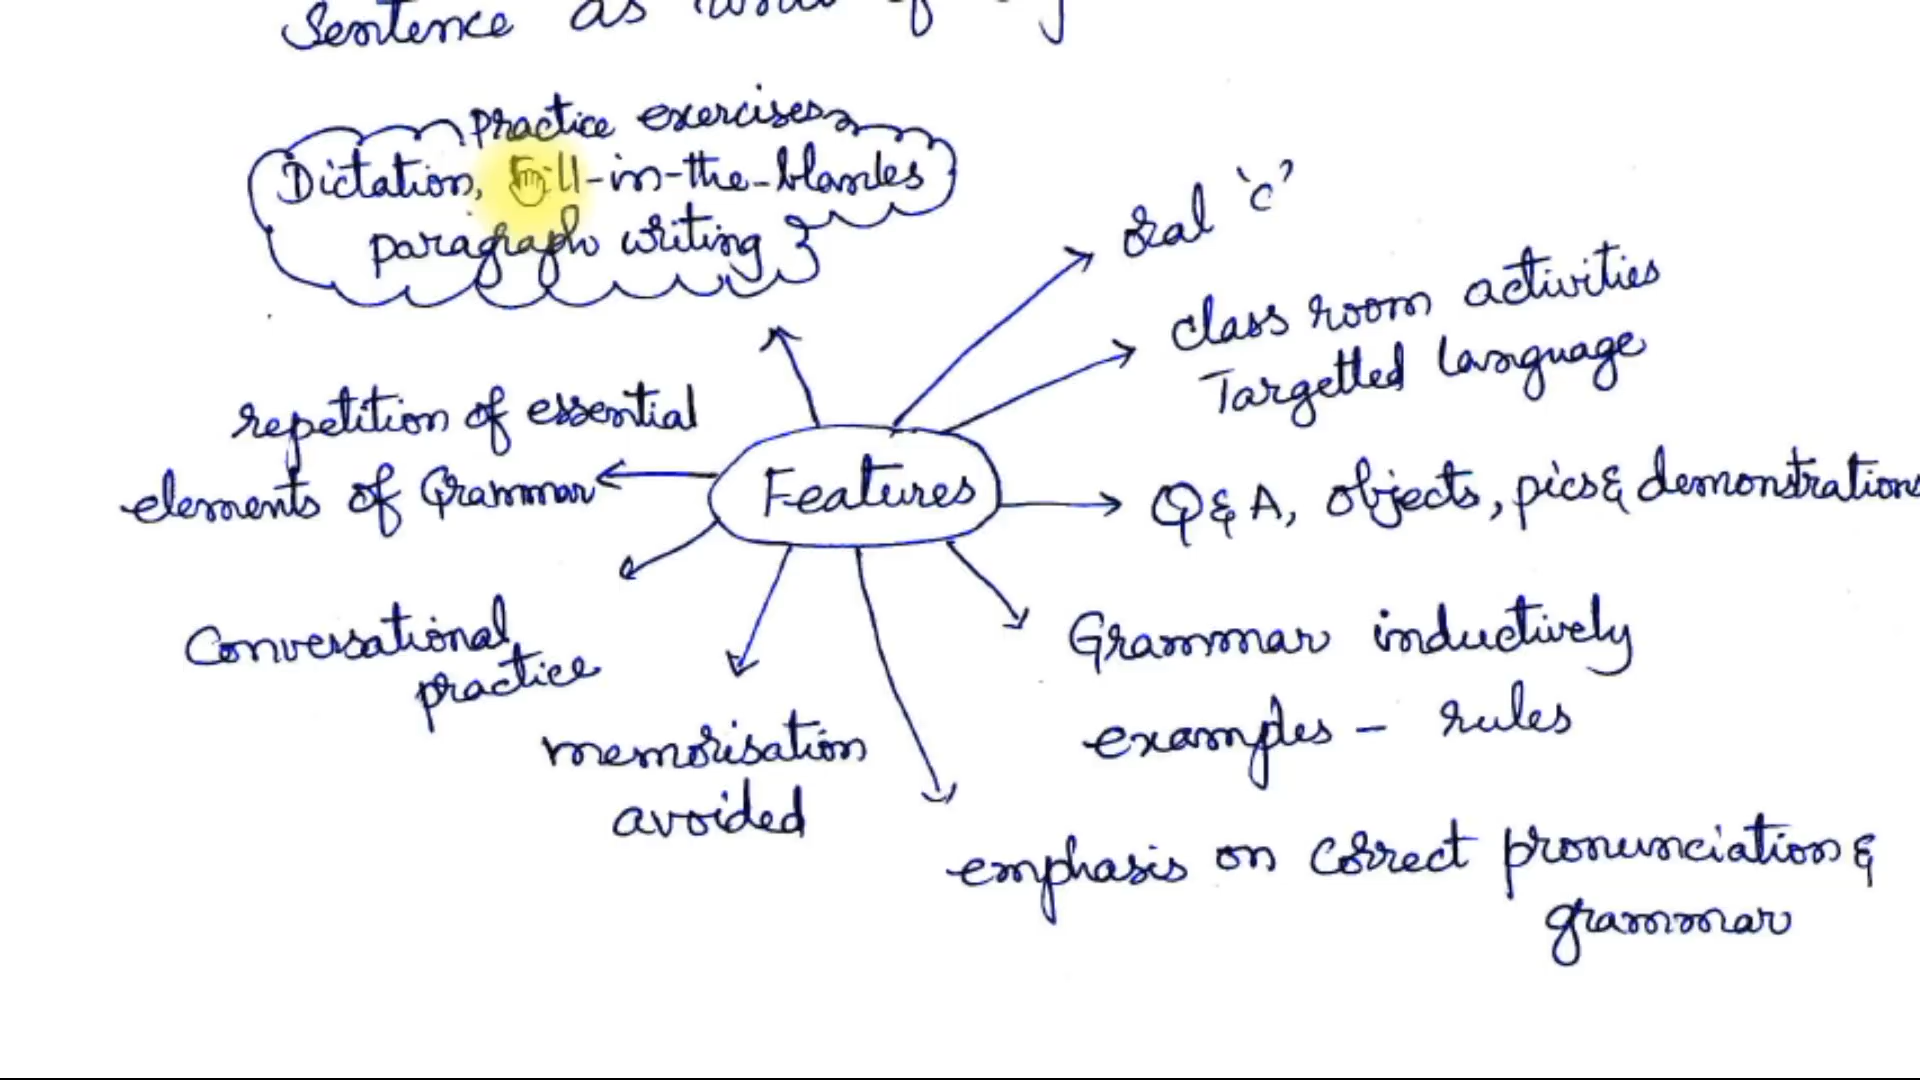 Sentence as
practice exercises
Dictation, Fill-in-the-blanks
paragraph writing
oral 'c'
class room activities
Targetted language
repetition of essential
elements of Grammar
Features
Q & A, objects, pics & demonstrations
Conversational
practice
Grammar inductively
examples - rules
memorisation
avoided
emphasis on correct pronunciation &
grammar